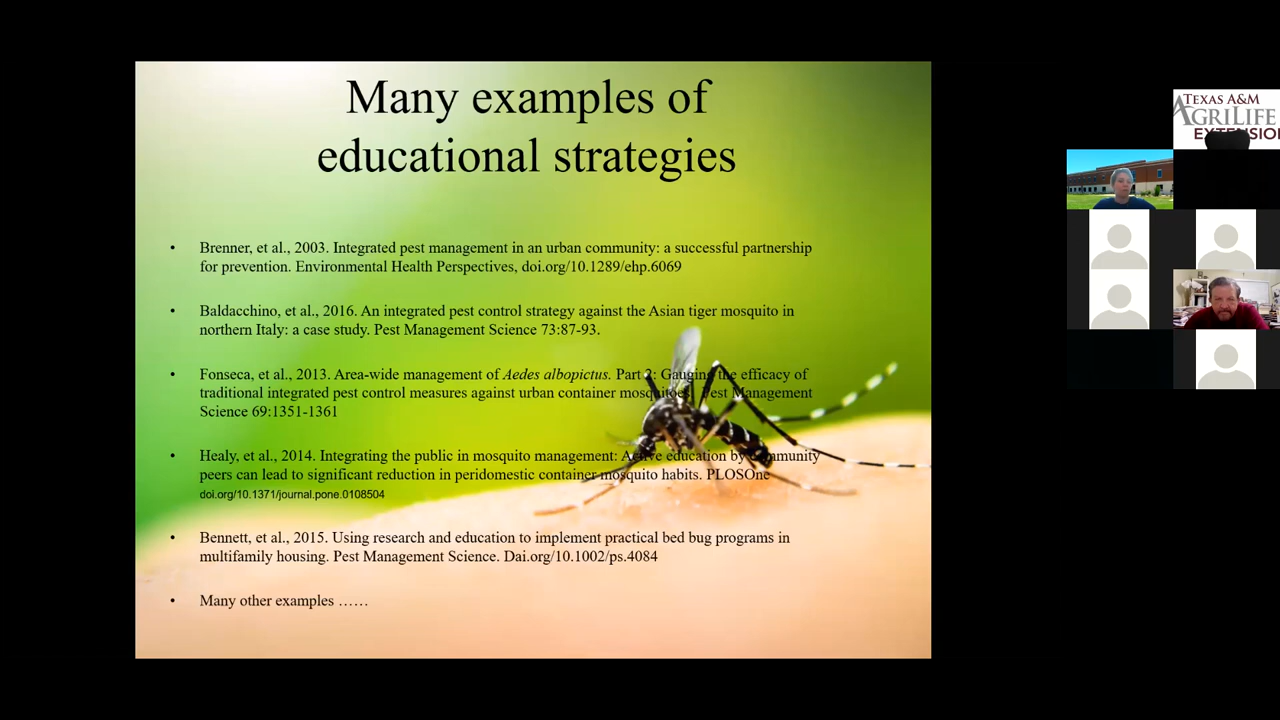 Many examples of
educational strategies
• Brenner, et al., 2003. Integrated pest management in an urban community: a successful partnership
for prevention. Environmental Health Perspectives, doi.org/10.1289/ehp.6069
• Baldacchino, et al., 2016. An integrated pest control strategy against the Asian tiger mosquito in
northern Italy: a case study. Pest Management Science 73:87-93.
• Fonseca, et al., 2013. Area-wide management of Aedes albopictus. Part 2: Gauging the efficacy of
traditional integrated pest control measures against urban container mosquitoes. Pest Management
Science 69:1351-1361
• Healy, et al., 2014. Integrating the public in mosquito management: Active education by community
peers can lead to significant reduction in peridomestic container mosquito habits. PLOSOne
doi.org/10.1371/journal.pone.0108504
• Bennett, et al., 2015. Using research and education to implement practical bed bug programs in
multifamily housing. Pest Management Science. Dai.org/10.1002/ps.4084
• Many other examples ……
TEXAS A&M
AGRILIFE
EXTENSION